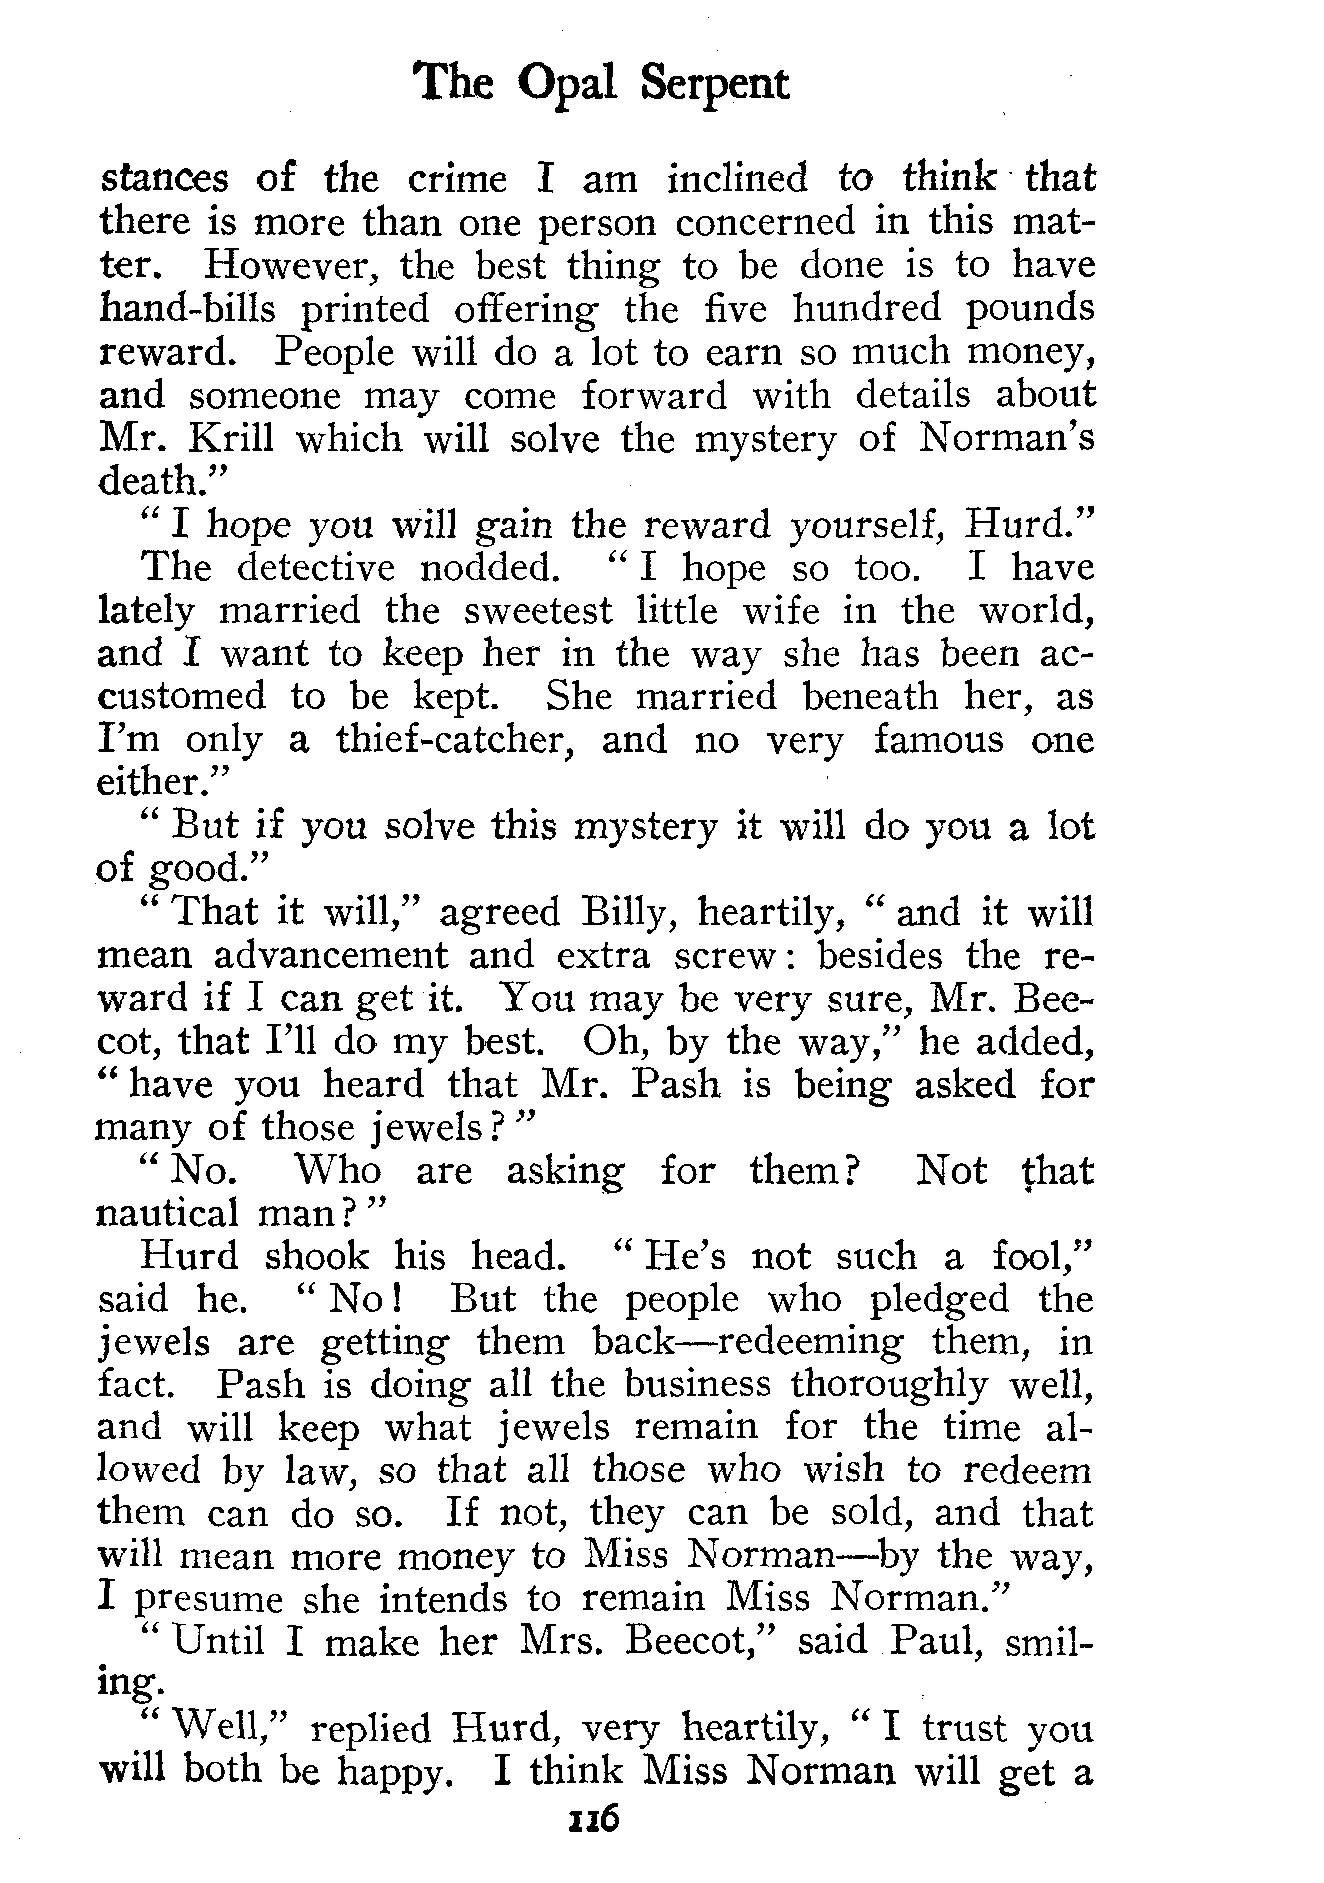 The Opal Serpent
stances of the crime I am inclined to think that
there is more than one person concerned in this mat-
ter. However, the best thing to be done is to have
hand-bills printed offering the five hundred pounds
reward. People will do a lot to earn so much money,
and someone may come forward with details about
Mr. Krill which will solve the mystery of Norman's
death."
" I hope you will gain the reward yourself, Hurd."
The detective nodded. " I hope so too. I have
lately married the sweetest little wife in the world,
and I want to keep her in the way she has been ac-
customed to be kept. She married beneath her, as
I'm only a thief-catcher, and no very famous one
either."
" But if you solve this mystery it will do you a lot
of good."
" That it will," agreed Billy, heartily, " and it will
mean advancement and extra screw: besides the re-
ward if I can get it. You may be very sure, Mr. Bee-
cot, that I'll do my best. Oh, by the way," he added,
" have you heard that Mr. Pash is being asked for
many of those jewels? "
" No. Who are asking for them? Not that
nautical man? "
Hurd shook his head. " He's not such a fool,"
said he. " No! But the people who pledged the
jewels are getting them back—redeeming them, in
fact. Pash is doing all the business thoroughly well,
and will keep what jewels remain for the time al-
lowed by law, so that all those who wish to redeem
them can do so. If not, they can be sold, and that
will mean more money to Miss Norman—by the way,
I presume she intends to remain Miss Norman."
" Until I make her Mrs. Beecot," said Paul, smil-
ing.
" Well," replied Hurd, very heartily, " I trust you
will both be happy. I think Miss Norman will get a
116